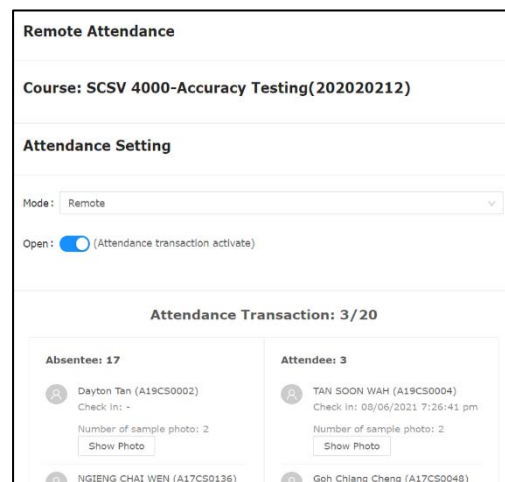 Remote Attendance
Course: SCSV 4000-Accuracy Testing(202020212)
Attendance Setting
Mode: Remote
Open: (Attendance transaction activate)
Attendance Transaction: 3/20
Absentee: 17
Dayton Tan (A19CS0002)
Check in: -
Number of sample photo: 2
Show Photo
NGIENG CHAI WEN (A17CS0136)
Attendee: 3
TAN SOON WAH (A19CS0004)
Check in: 08/06/2021 7:26:41 pm
Number of sample photo: 2
Show Photo
Goh Chiang Cheng (A17CS0048)